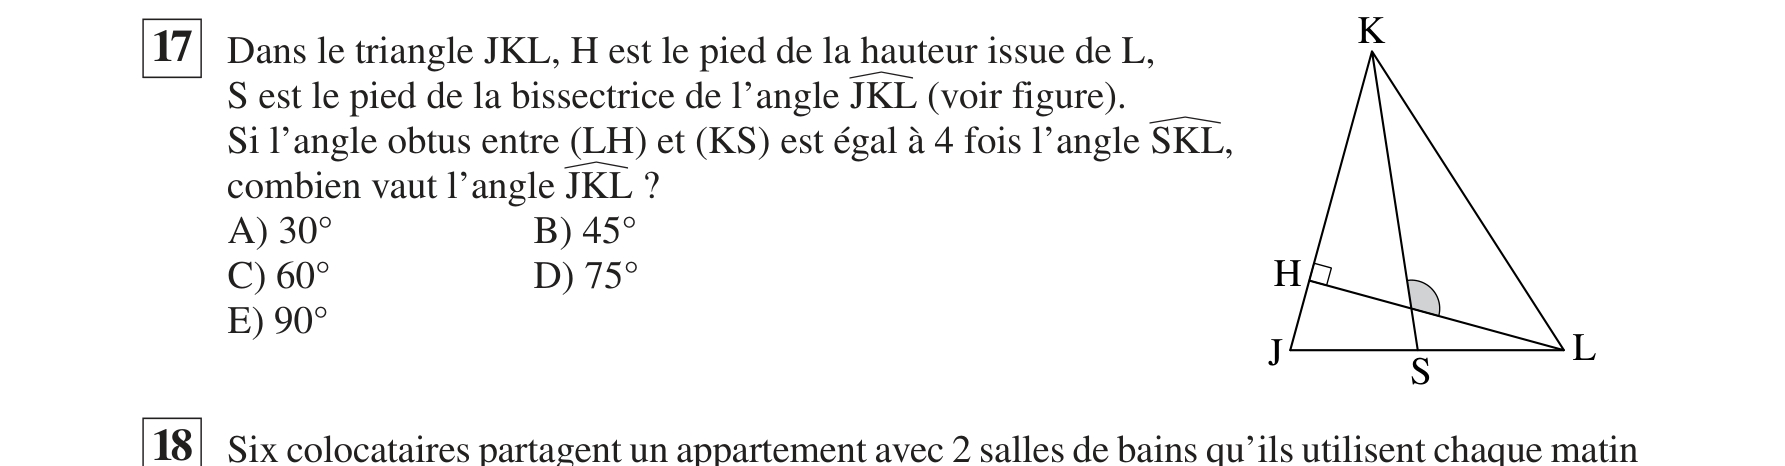 17 Dans le triangle JKL, H est le pied de la hauteur issue de L,
S est le pied de la bissectrice de l’angle JKL (voir figure).
Si l’angle obtus entre (LH) et (KS) est égal à 4 fois l’angle SKL,
combien vaut l’angle JKL ?
A) 30° B) 45°
C) 60° D) 75°
E) 90°
K
H
J
S
L
18 Six colocataires partagent un appartement avec 2 salles de bains qu’ils utilisent chaque matin